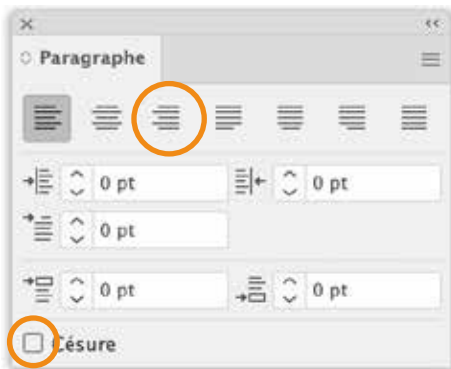 Paragraphe
0 pt 0 pt
0 pt
0 pt 0 pt
Césure